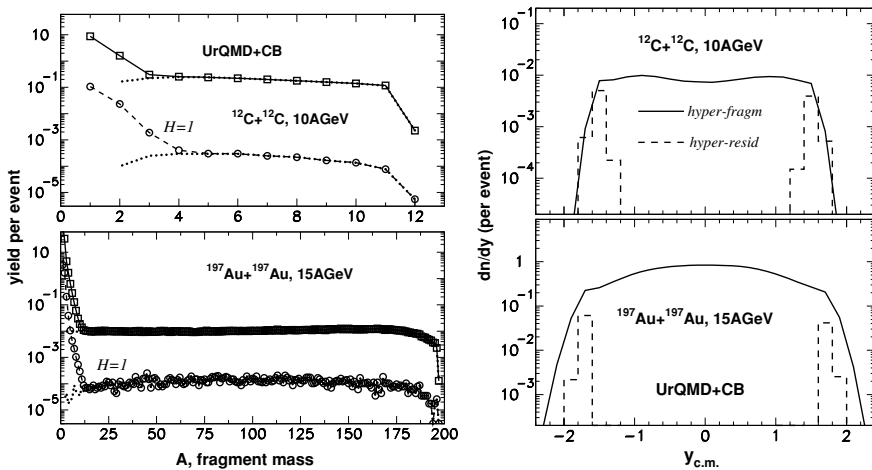 10
10⁻¹
10⁻³
10⁻⁵
UrQMD+CB
¹²C+¹²C, 10AGeV
H=1
0 2 4 6 8 10 12
yield per event
10
10⁻¹
10⁻²
10⁻⁵
¹⁹⁷Au+¹⁹⁷Au, 15AGeV
H=1
0 25 50 75 100 125 150 175 200
A, fragment mass
10⁻¹
10⁻²
10⁻³
10⁻⁴
¹²C+¹²C, 10AGeV
hyper-fragm
hyper-resid
dn/dy (per event)
1
10⁻¹
10⁻²
10⁻³
¹⁹⁷Au+¹⁹⁷Au, 15AGeV
UrQMD+CB
−2 −1 0 1 2
y_c.m.